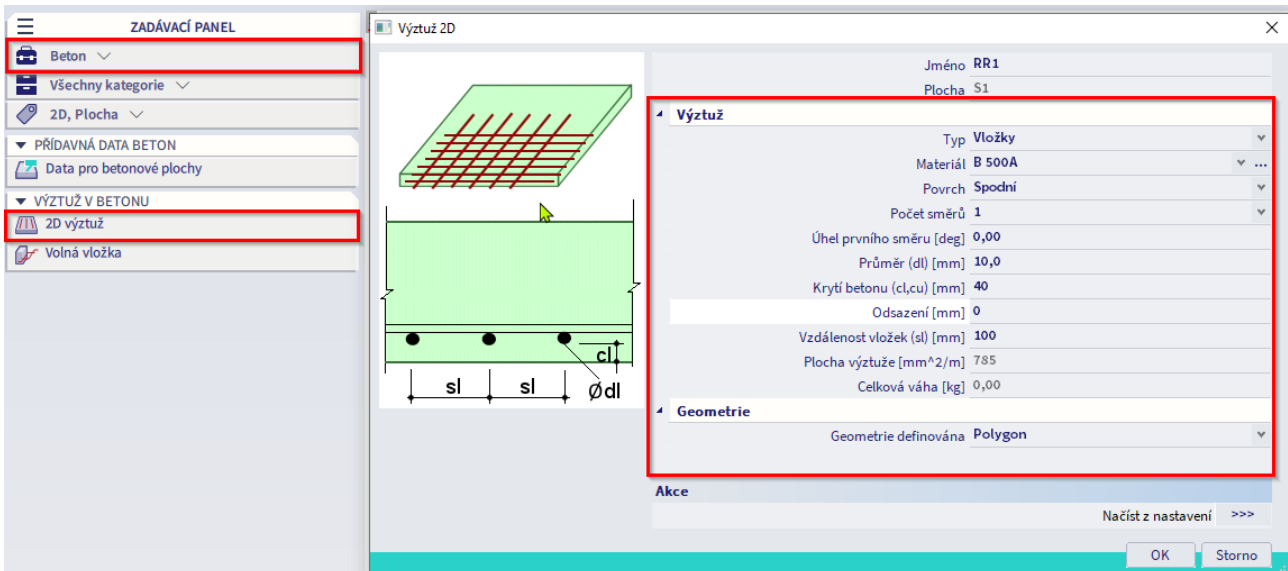 ZADÁVACÍ PANEL
Beton
Všechny kategorie
2D, Plocha
PŘÍDAVNÁ DATA BETON
Data pro betonové plochy
VÝZTUŽ V BETONU
2D výztuž
Volná vložka
Výztuž 2D
cl
sl sl Ødl
Jméno RR1
Plocha S1
Výztuž
Typ Vložky
Materiál B 500A ...
Povrch Spodní
Počet směrů 1
Úhel prvního směru [deg] 0,00
Průměr (dl) [mm] 10,0
Krytí betonu (cl,cu) [mm] 40
Odsazení [mm] 0
Vzdálenost vložek (sl) [mm] 100
Plocha výztuže [mm^2/m] 785
Celková váha [kg] 0,00
Geometrie
Geometrie definována Polygon
Akce
Načíst z nastavení >>>
OK Storno